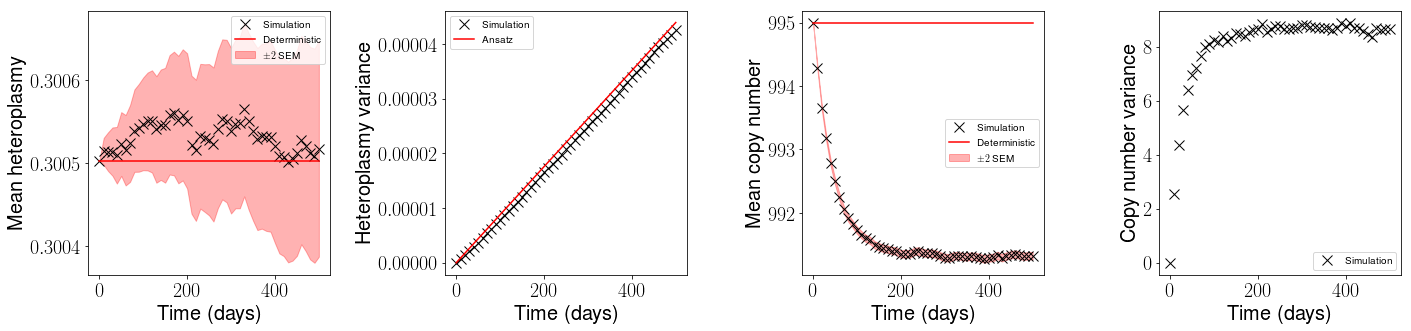 Mean heteroplasmy
0.3006
0.3005
0.3004
0
200
400
Time (days)
Simulation
Deterministic
±2 SEM
Heteroplasmy variance
0.00004
0.00003
0.00002
0.00001
0.00000
0
200
400
Time (days)
Simulation
Ansatz
Mean copy number
995
994
993
992
0
200
400
Time (days)
Simulation
Deterministic
±2 SEM
Copy number variance
8
6
4
2
0
0
200
400
Time (days)
Simulation